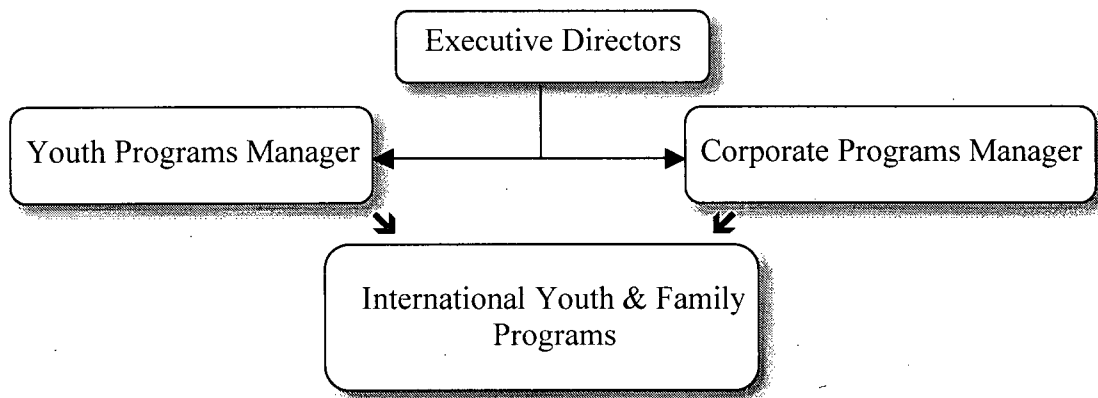 Executive Directors
Youth Programs Manager
Corporate Programs Manager
International Youth & Family
Programs